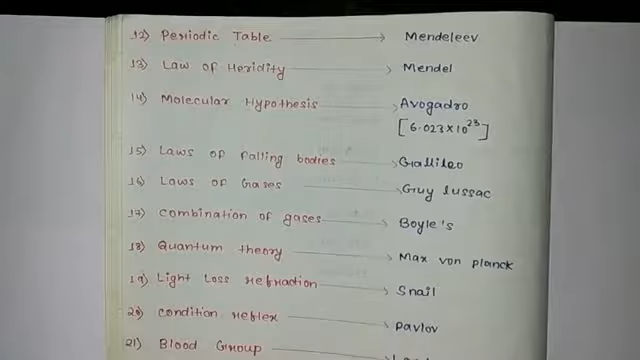 12) Periodic Table → Mendeleev
13) Law of Heridity → Mendel
14) Molecular Hypothesis → Avogadro
[6.023×10²³]
15) Laws of falling bodies → Gallileo
16) Laws of Gases → Guy lussac
17) Combination of gases → Boyle's
18) Quantum theory → Max von planck
19) Light Loss refraction → Snail
20) Condition reflex → pavlov
21) Blood Group →